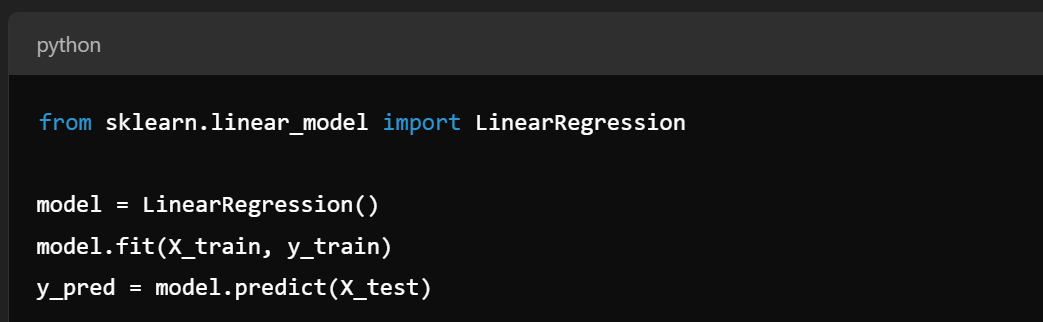 python
from sklearn.linear_model import LinearRegression
model = LinearRegression()
model.fit(X_train, y_train)
y_pred = model.predict(X_test)